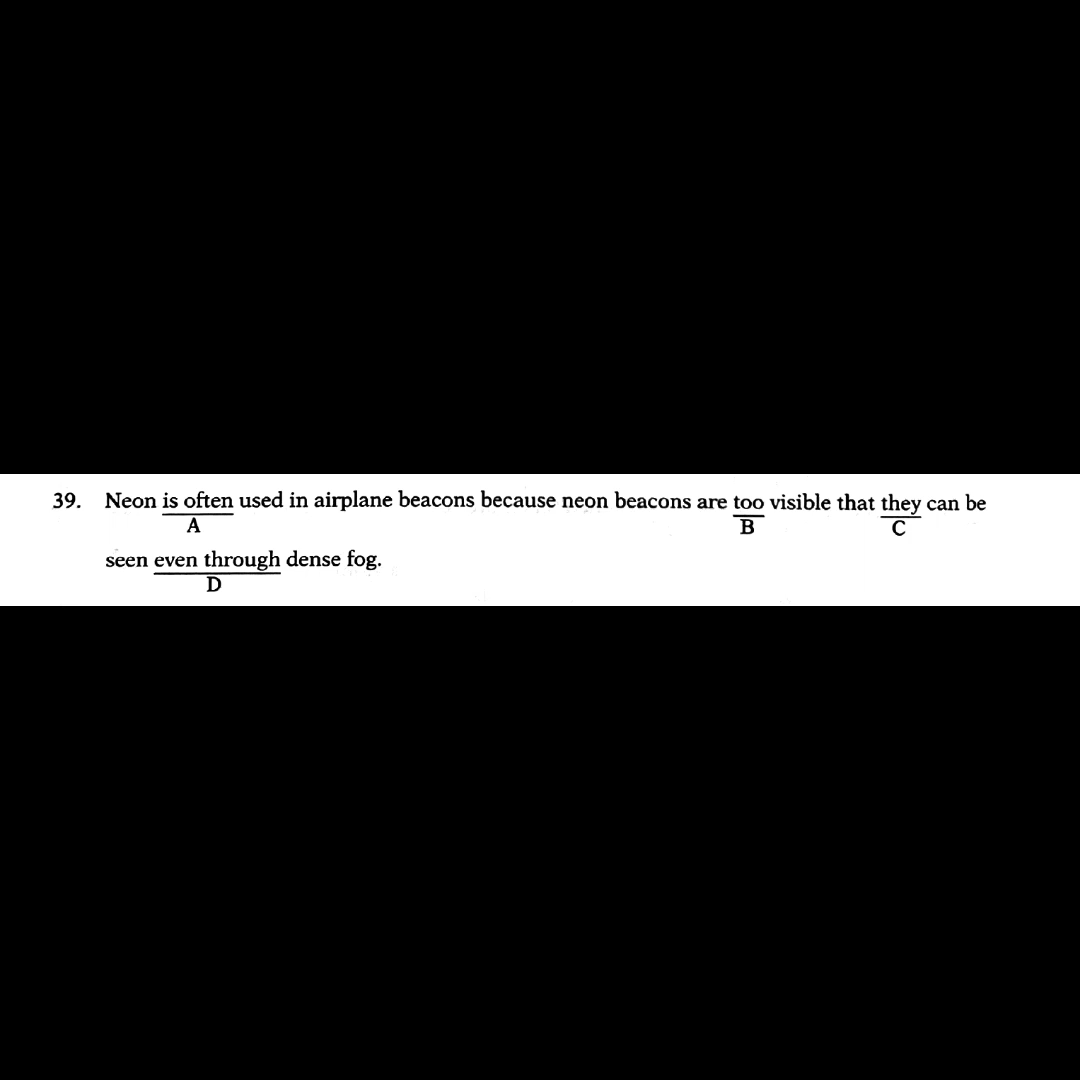 39. Neon is often used in airplane beacons because neon beacons are too visible that they can be
A B C
seen even through dense fog.
D